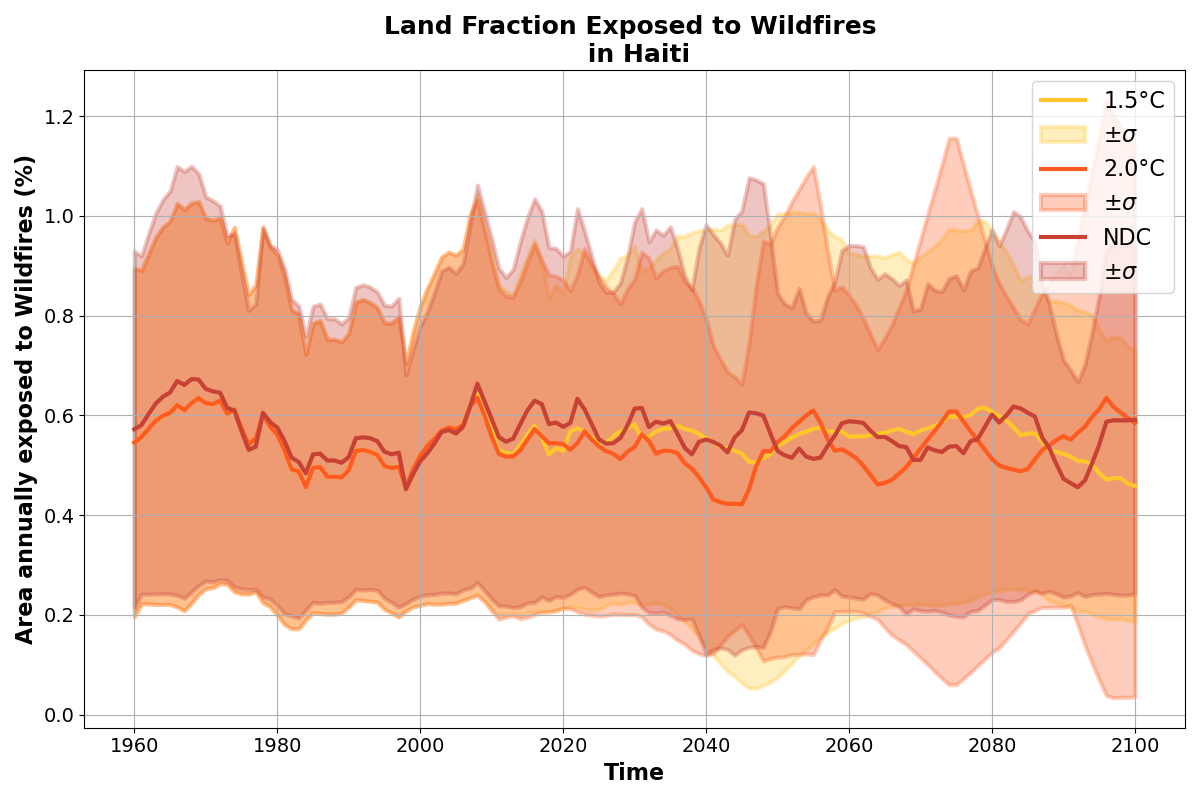 Land Fraction Exposed to Wildfires
in Haiti
Area annually exposed to Wildfires (%)
1.2
1.0
0.8
0.6
0.4
0.2
0.0
1960 1980 2000 2020 2040 2060 2080 2100
Time
1.5°C
±σ
2.0°C
±σ
NDC
±σ